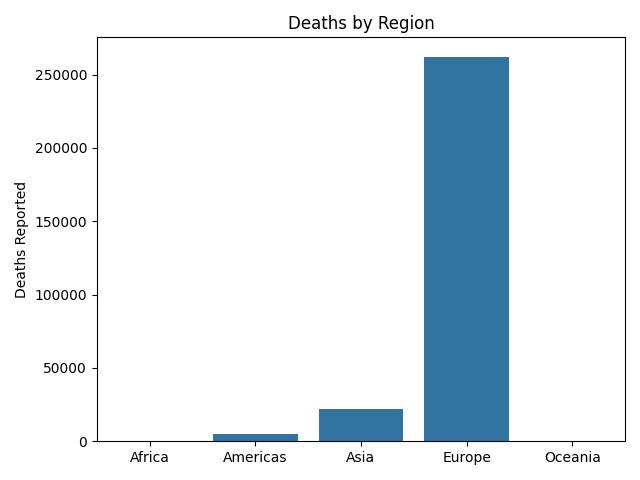 Deaths by Region
Deaths Reported
250000
200000
150000
100000
50000
0
Africa Americas Asia Europe Oceania